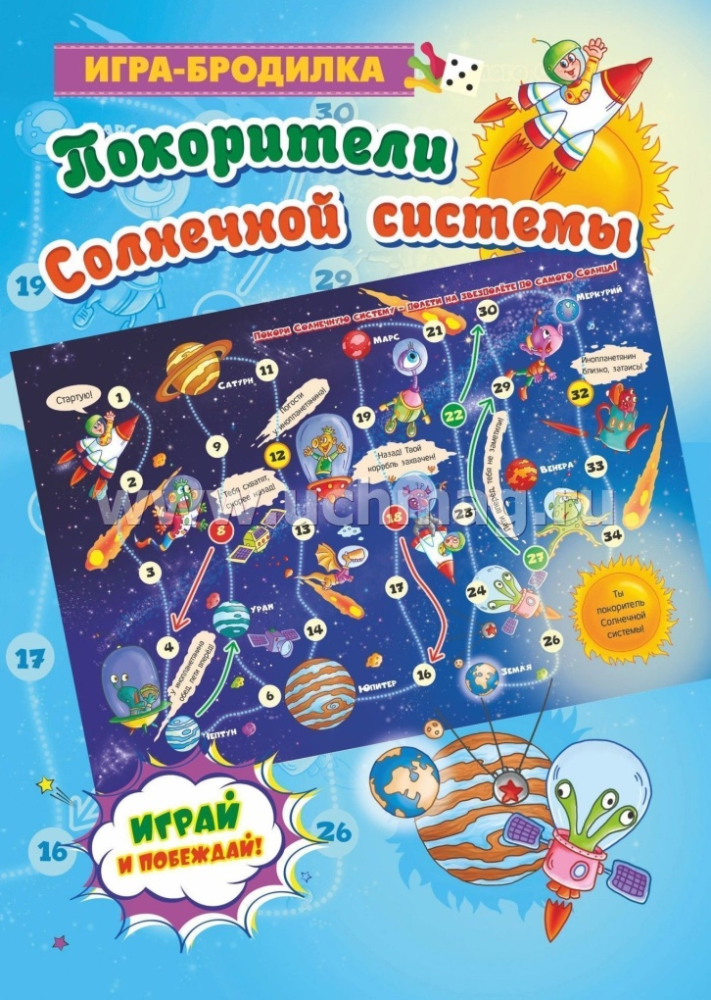 ИГРА-БРОДИЛКА
Покорители
Солнечной системы
30
МАРС
19
29
17
16
26
Покори Солнечную систему – полети на звездолёте до самого Солнца!
Стартую!
1
2
3
4
У инопланетянина
обед, лети вперёд!
Нептун
Уран
6
8
Тебя схватят,
скорее назад!
9
Сатурн
11
12
Погости
у инопланетянина!
13
14
Юпитер
16
17
18
Назад! Твой
корабль захвачен!
19
Марс
21
22
23
24
Земля
26
27
Лети вперёд, тебя не заметили!
Венера
29
30
Меркурий
32
Инопланетянин
близко, затаись!
33
34
Ты
покоритель
Солнечной
системы!
www.uchmag.ru
ИГРАЙ
И ПОБЕЖДАЙ!